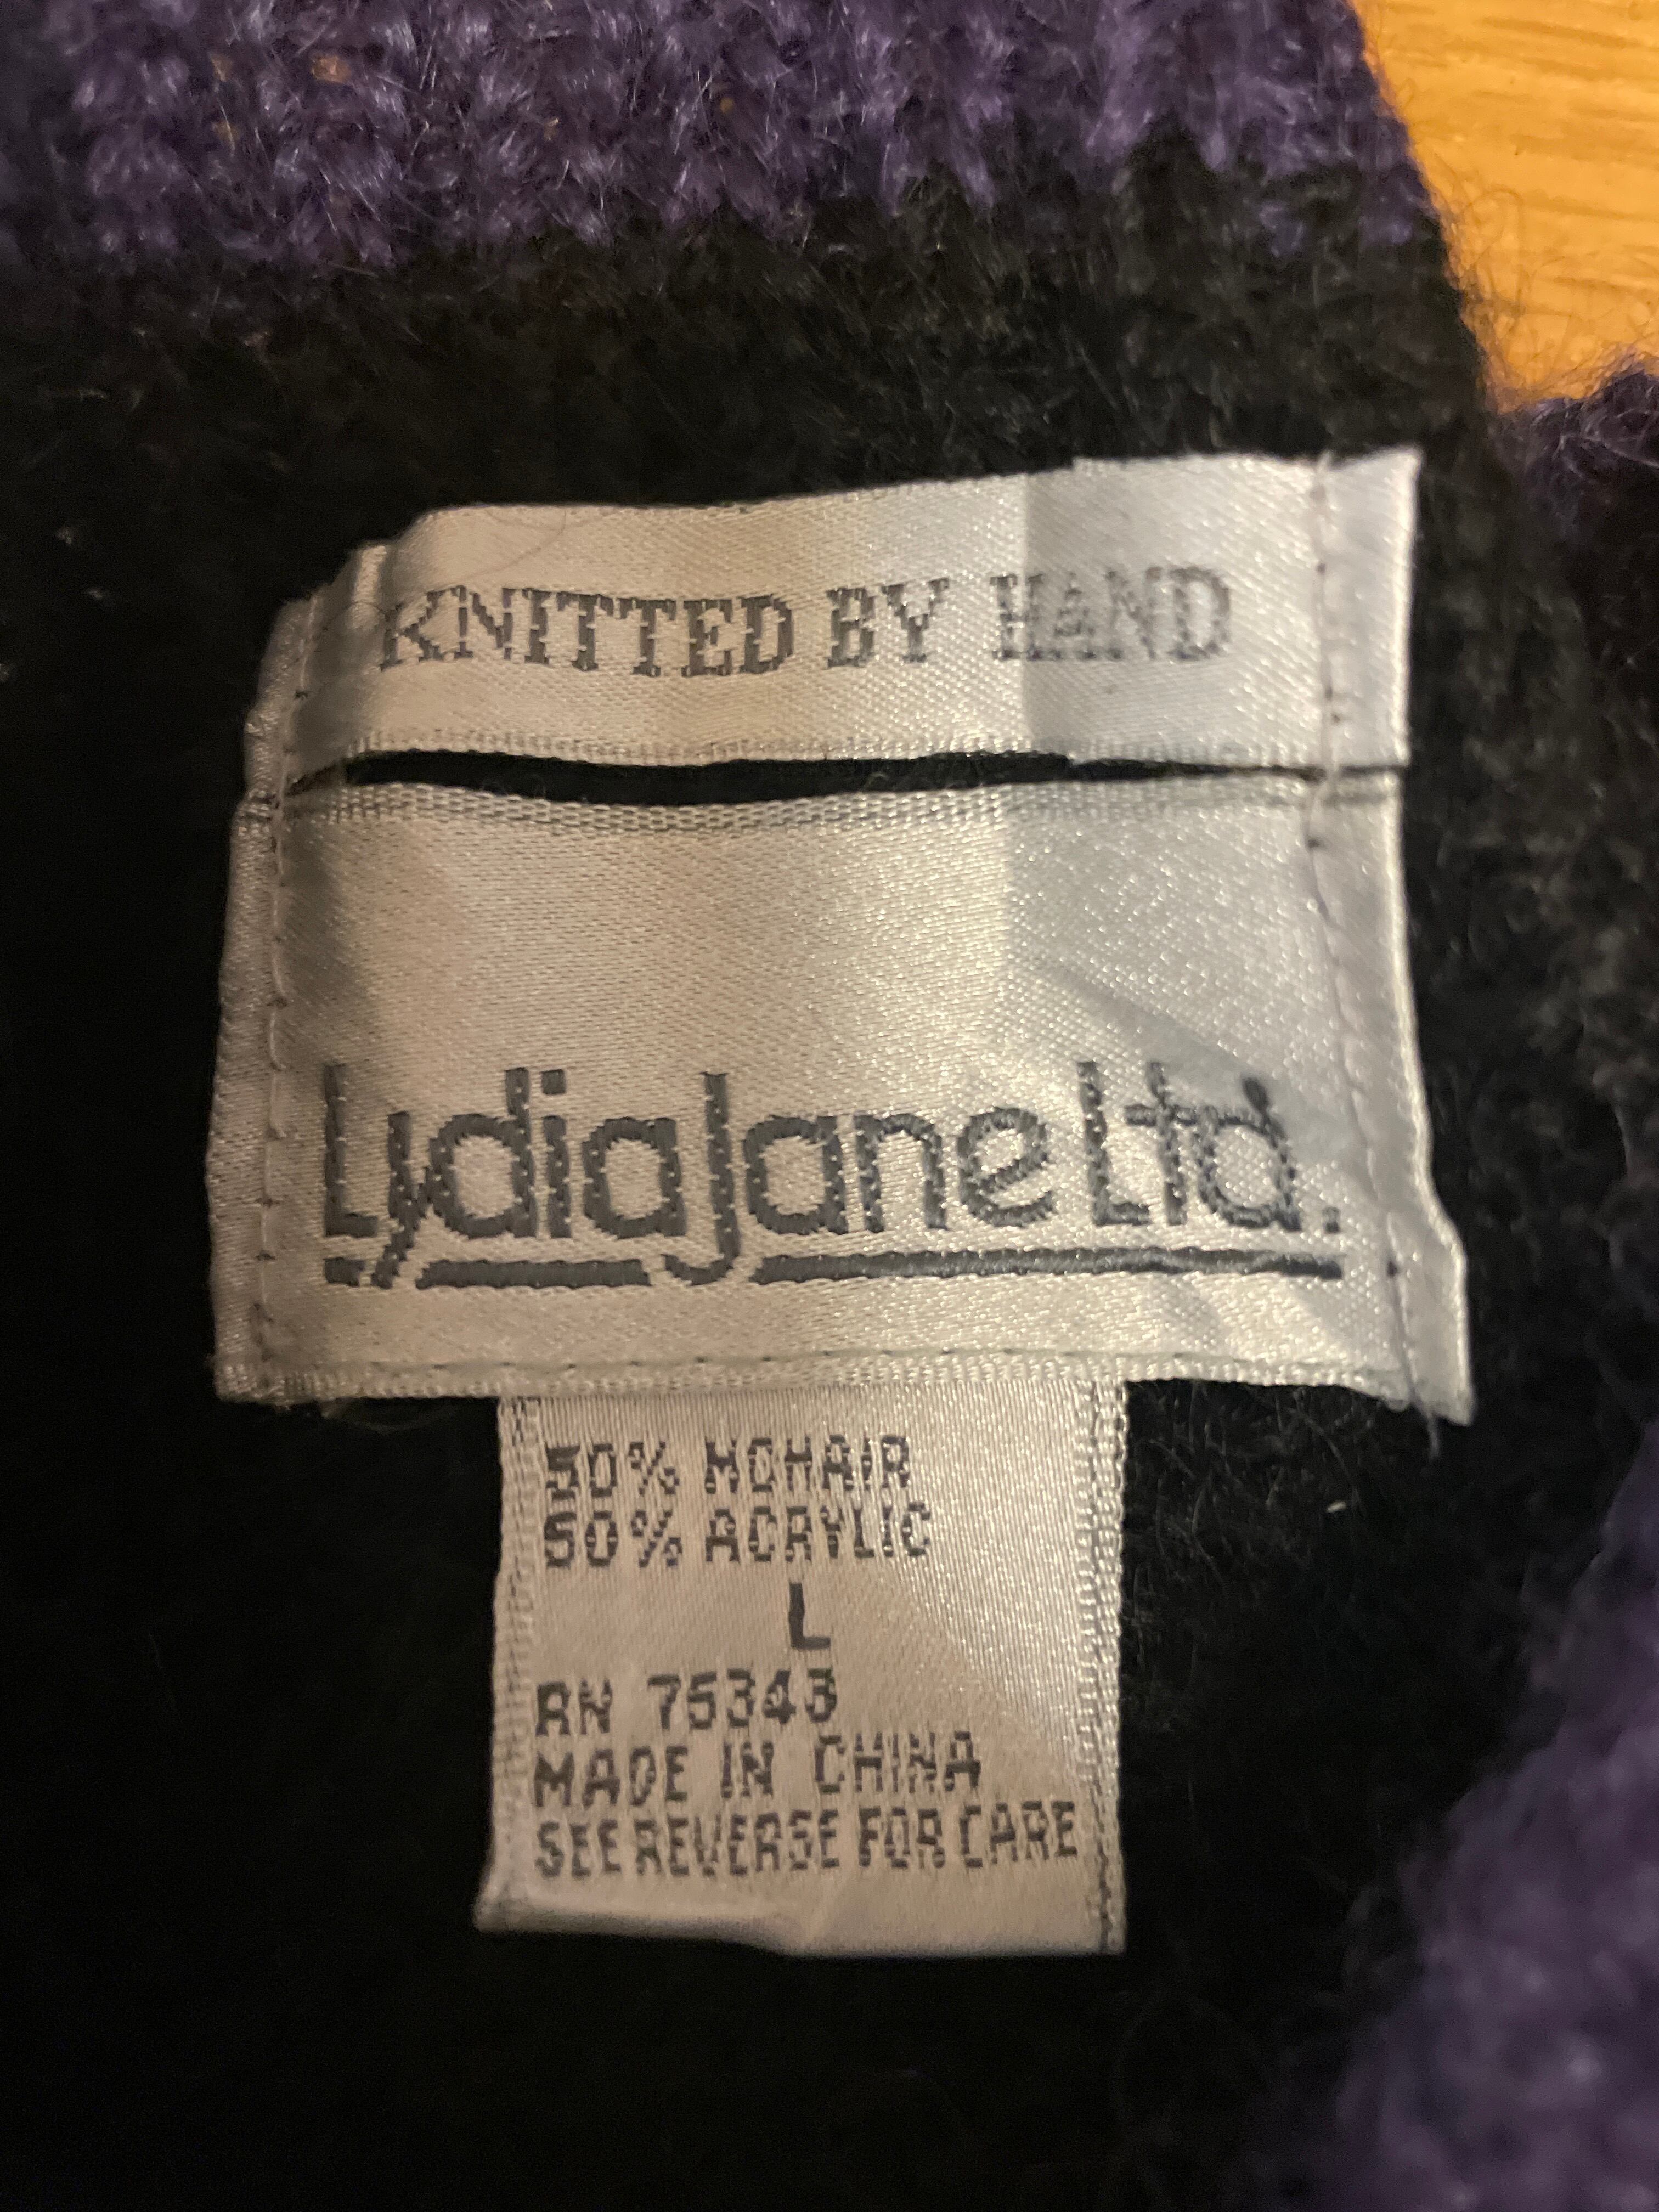 KNITTED BY HAND
LydiaJane Ltd.
50% MOHAIR
50% ACRYLIC
L
RN 75343
MADE IN CHINA
SEE REVERSE FOR CARE